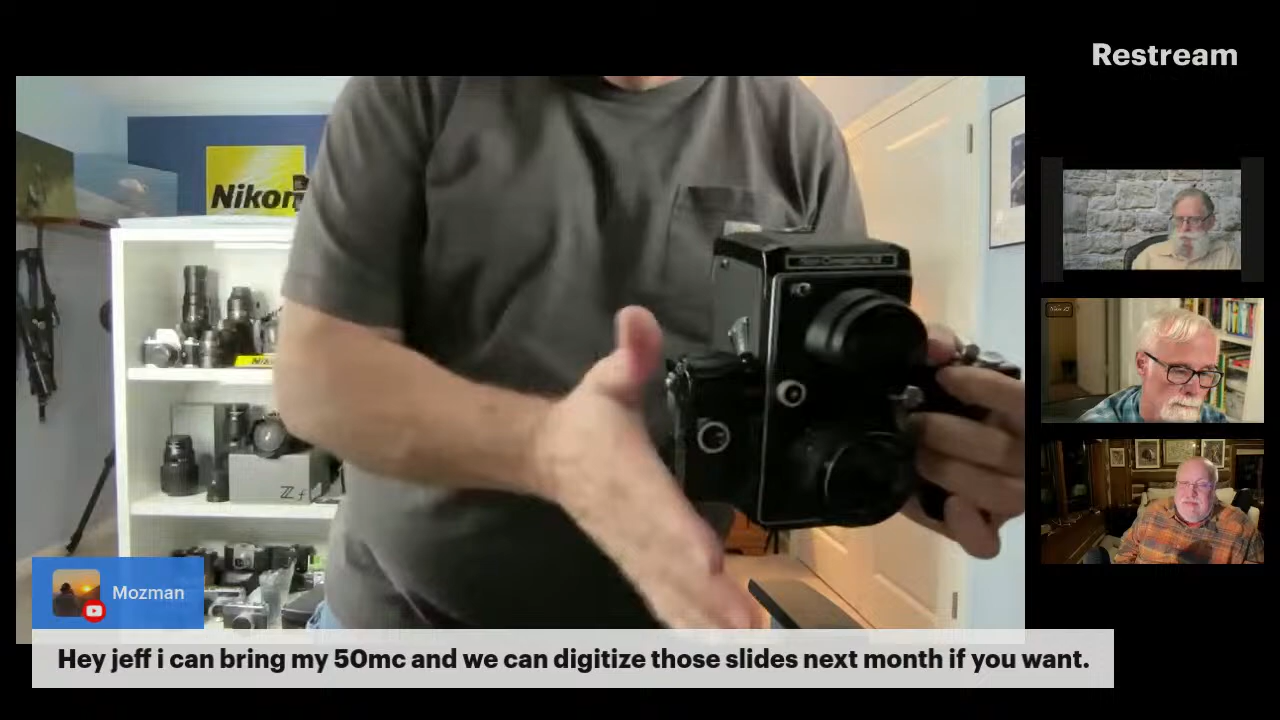 Restream
Nikon
Z f
Mozman
Hey jeff i can bring my 50mc and we can digitize those slides next month if you want.